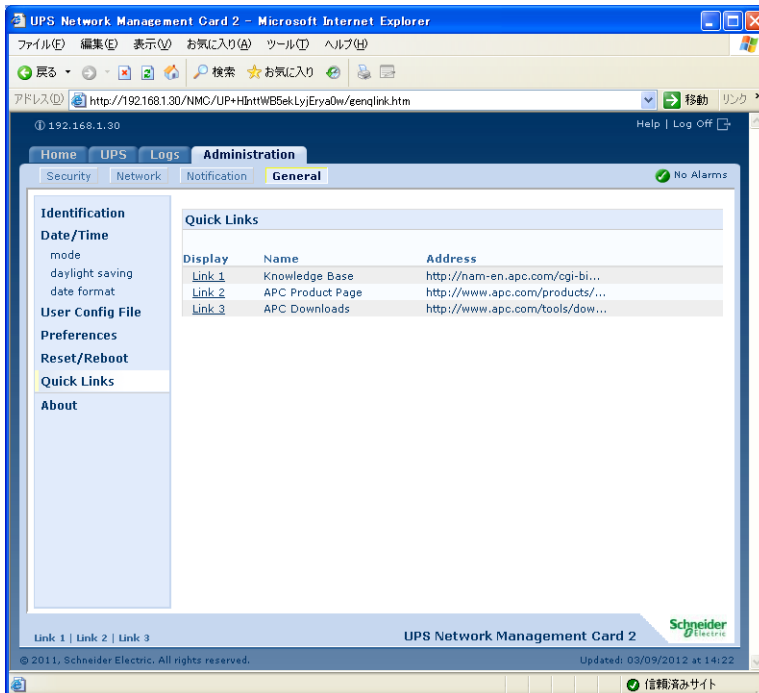 UPS Network Management Card 2 - Microsoft Internet Explorer
ファイル(F) 編集(E) 表示(V) お気に入り(A) ツール(T) ヘルプ(H)
戻る 検索 お気に入り
アドレス(D) http://192.168.1.30/NMC/UP+HInttWB5ekLyjErya0w/genqlink.htm 移動 リンク »
192.168.1.30 Help | Log Off
Home UPS Logs Administration
Security Network Notification General No Alarms
Identification
Date/Time
mode
daylight saving
date format
User Config File
Preferences
Reset/Reboot
Quick Links
About
Quick Links
Display Name Address
Link 1 Knowledge Base http://nam-en.apc.com/cgi-bi...
Link 2 APC Product Page http://www.apc.com/products/...
Link 3 APC Downloads http://www.apc.com/tools/dow...
Link 1 | Link 2 | Link 3 UPS Network Management Card 2 Schneider Electric
© 2011, Schneider Electric. All rights reserved. Updated: 03/09/2012 at 14:22
信頼済みサイト